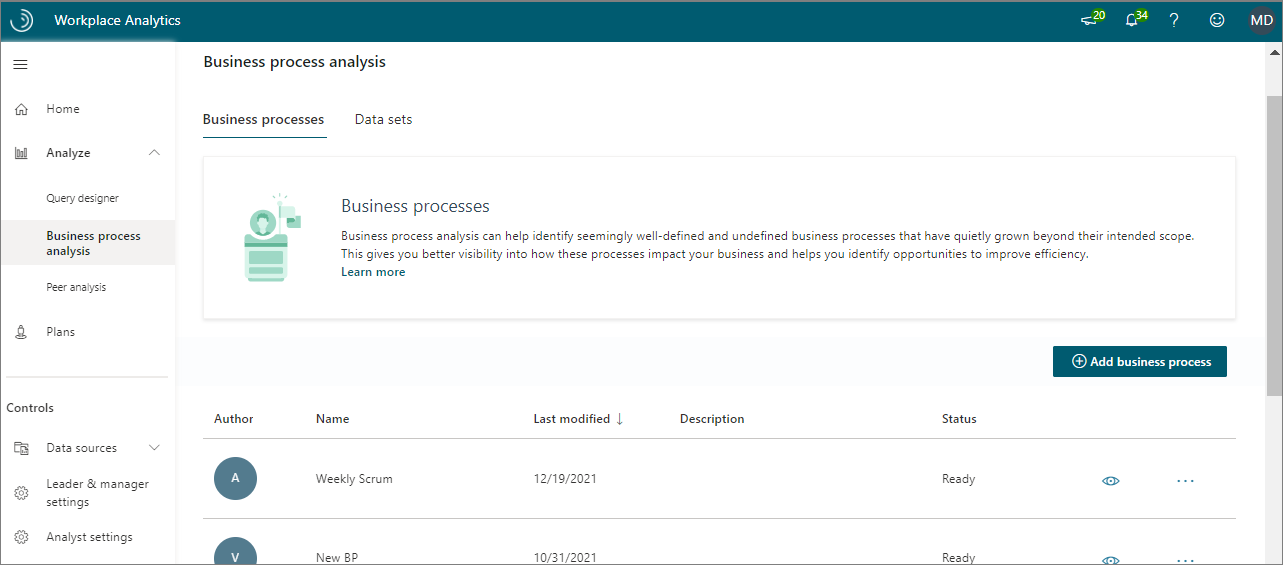 Workplace Analytics
20
34
MD
Business process analysis
Home
Business processes
Data sets
Analyze
Query designer
Business processes
Business process
analysis
Business process analysis can help identify seemingly well-defined and undefined business processes that have quietly grown beyond their intended scope.
This gives you better visibility into how these processes impact your business and helps you identify opportunities to improve efficiency.
Learn more
Peer analysis
Plans
Add business process
Controls
Author
Name
Last modified ↓
Description
Status
Data sources
Leader & manager
settings
Analyst settings
A
Weekly Scrum
12/19/2021
Ready
...
V
New BP
10/31/2021
Ready
...